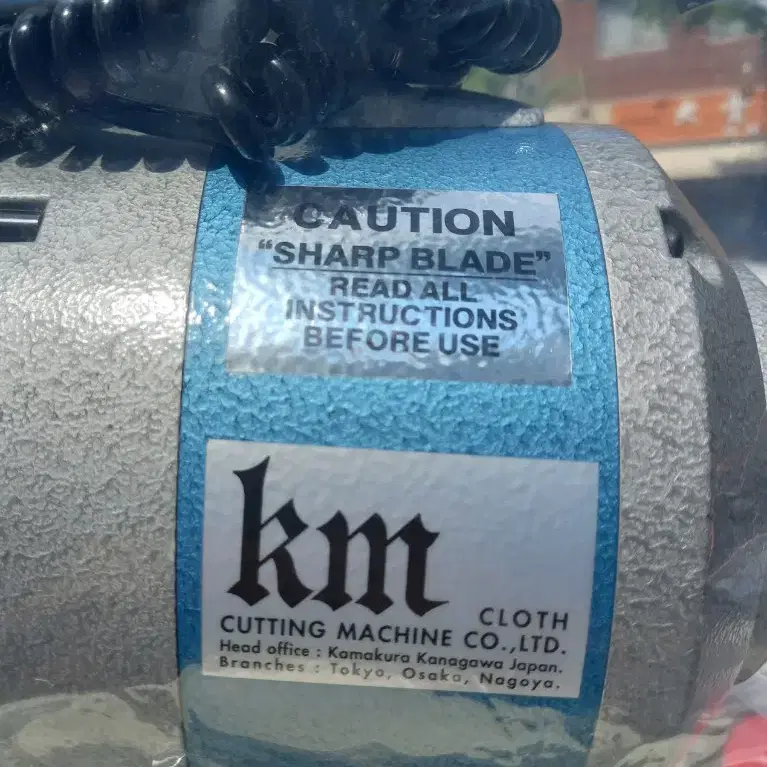 CAUTION
“SHARP BLADE”
READ ALL
INSTRUCTIONS
BEFORE USE
km
CLOTH
CUTTING MACHINE CO.,LTD.
Head office : Kamakura Kanagawa Japan.
Branches : Tokyo, Osaka, Nagoya.